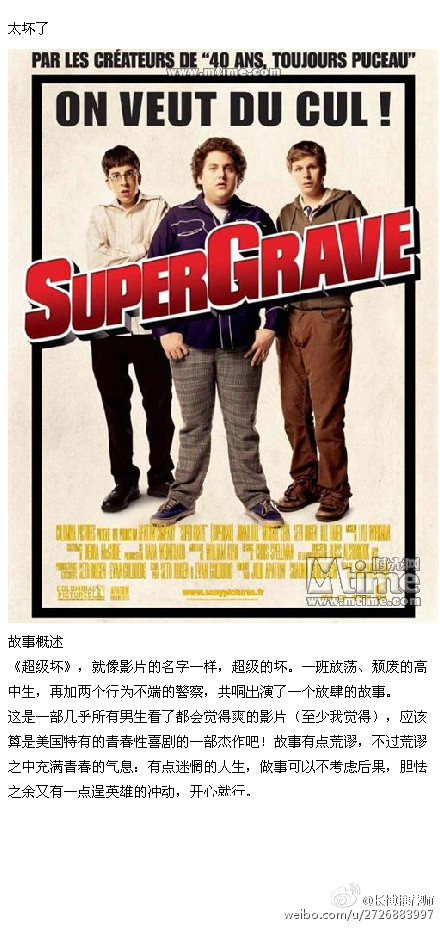 太坏了
PAR LES CRÉATEURS DE “40 ANS, TOUJOURS PUCEAU”
www.mtime.com
ON VEUT DU CUL !
SUPERGRAVE
COLUMBIA PICTURES
www.sonypictures.fr
时光网
Mtime
www.mtime.com
故事概述
《超级坏》，就像影片的名字一样，超级的坏。一班放荡、颓废的高
中生，再加两个行为不端的警察，共同出演了一个放肆的故事。
这是一部几乎所有男生看了都会觉得爽的影片（至少我觉得），应该
算是美国特有的青春性喜剧的一部杰作吧！故事有点荒谬，不过荒谬
之中充满青春的气息：有点迷惘的人生，做事可以不考虑后果，胆怯
之余又有一点逞英雄的冲动，开心就行。
weibo.com/u/2726883997